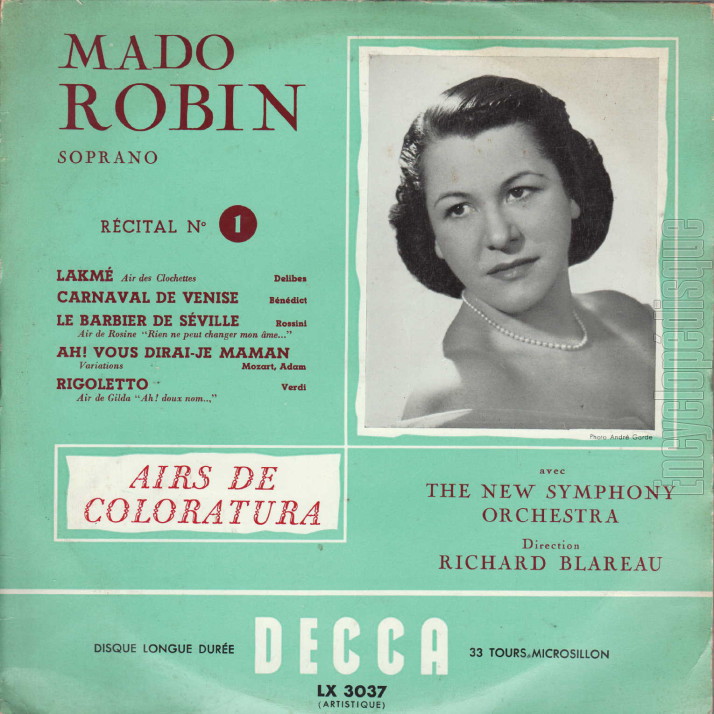 MADO
ROBIN
SOPRANO
RÉCITAL Nº 1
LAKMÉ Air des Clochettes Delibes
CARNAVAL DE VENISE Bénédict
LE BARBIER DE SÉVILLE Rossini
Air de Rosine "Rien ne peut changer mon âme..."
AH! VOUS DIRAI-JE MAMAN
Variations Mozart, Adam
RIGOLETTO Verdi
Air de Gilda "Ah! doux nom..."
Photo André Garde
AIRS DE
COLORATURA
avec
THE NEW SYMPHONY
ORCHESTRA
Direction
RICHARD BLAREAU
DISQUE LONGUE DURÉE DECCA 33 TOURS MICROSILLON
LX 3037
(ARTISTIQUE)
Encyclopédisque